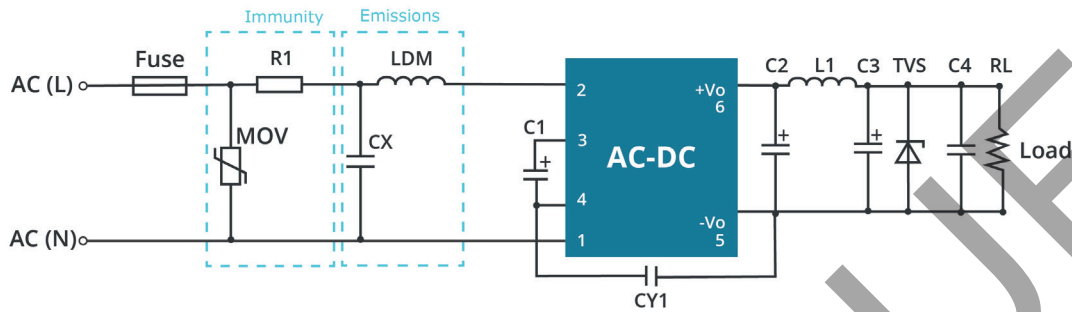 Immunity
Emissions
Fuse
R1
LDM
C2
L1
C3
TVS
C4
RL
AC (L)
2
+Vo
6
MOV
CX
C1
3
+
+
+
AC-DC
Load
4
AC (N)
1
-Vo
5
CY1